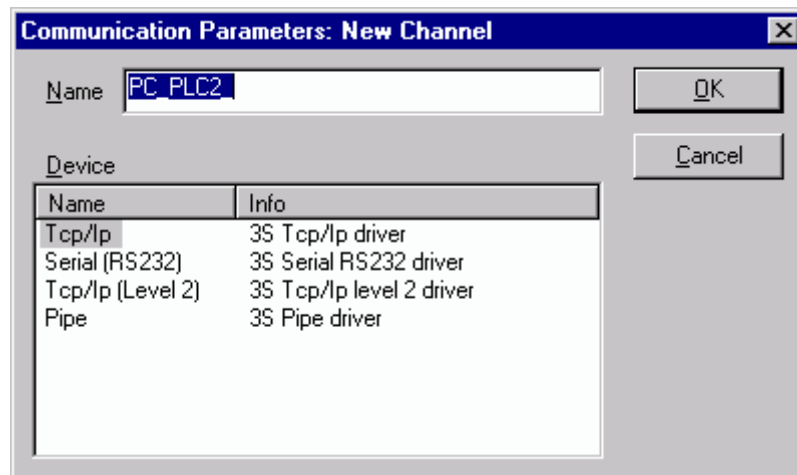 Communication Parameters: New Channel
Name PC_PLC2_ OK
Cancel
Device
Name Info
Tcp/Ip 3S Tcp/Ip driver
Serial (RS232) 3S Serial RS232 driver
Tcp/Ip (Level 2) 3S Tcp/Ip level 2 driver
Pipe 3S Pipe driver